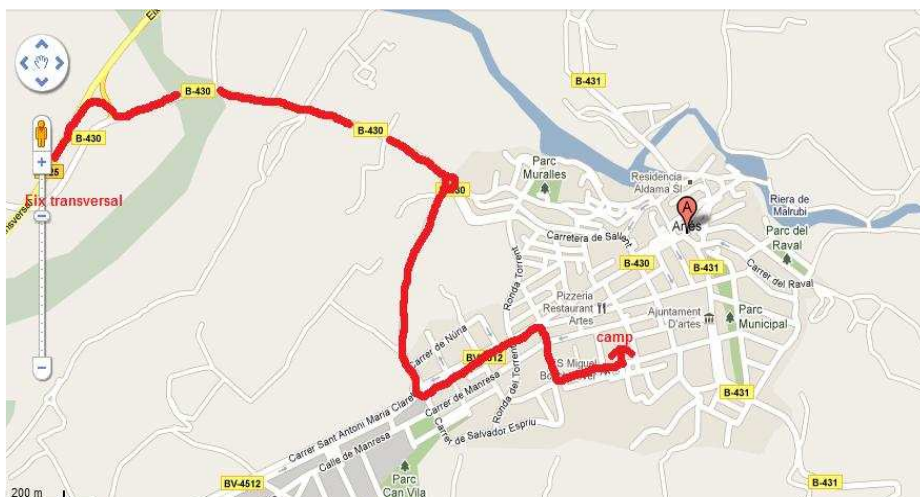 B-431
B-430
B-430
B-430
Parc
Muralles
Residencia
Aldama Sl
25
Eix transversal
A
Artés
Riera de
Malrubí
Carretera de Sallent
Parc del
Raval
B-430
B-431
Carrer del Raval
Ronda Torrent
Pizzeria
Restaurant
Artes
Ajuntament
D'artes
Parc
Municipal
camp
Carrer de Núria
S Miquel
Ronda del Torrent
Carrer de Manresa
B-431
Carrer Sant Antoni Maria Claret
Carrer de Salvador Espriu
Calle de Manresa
BV-4512
Parc
Can Vila
B-431
200 m